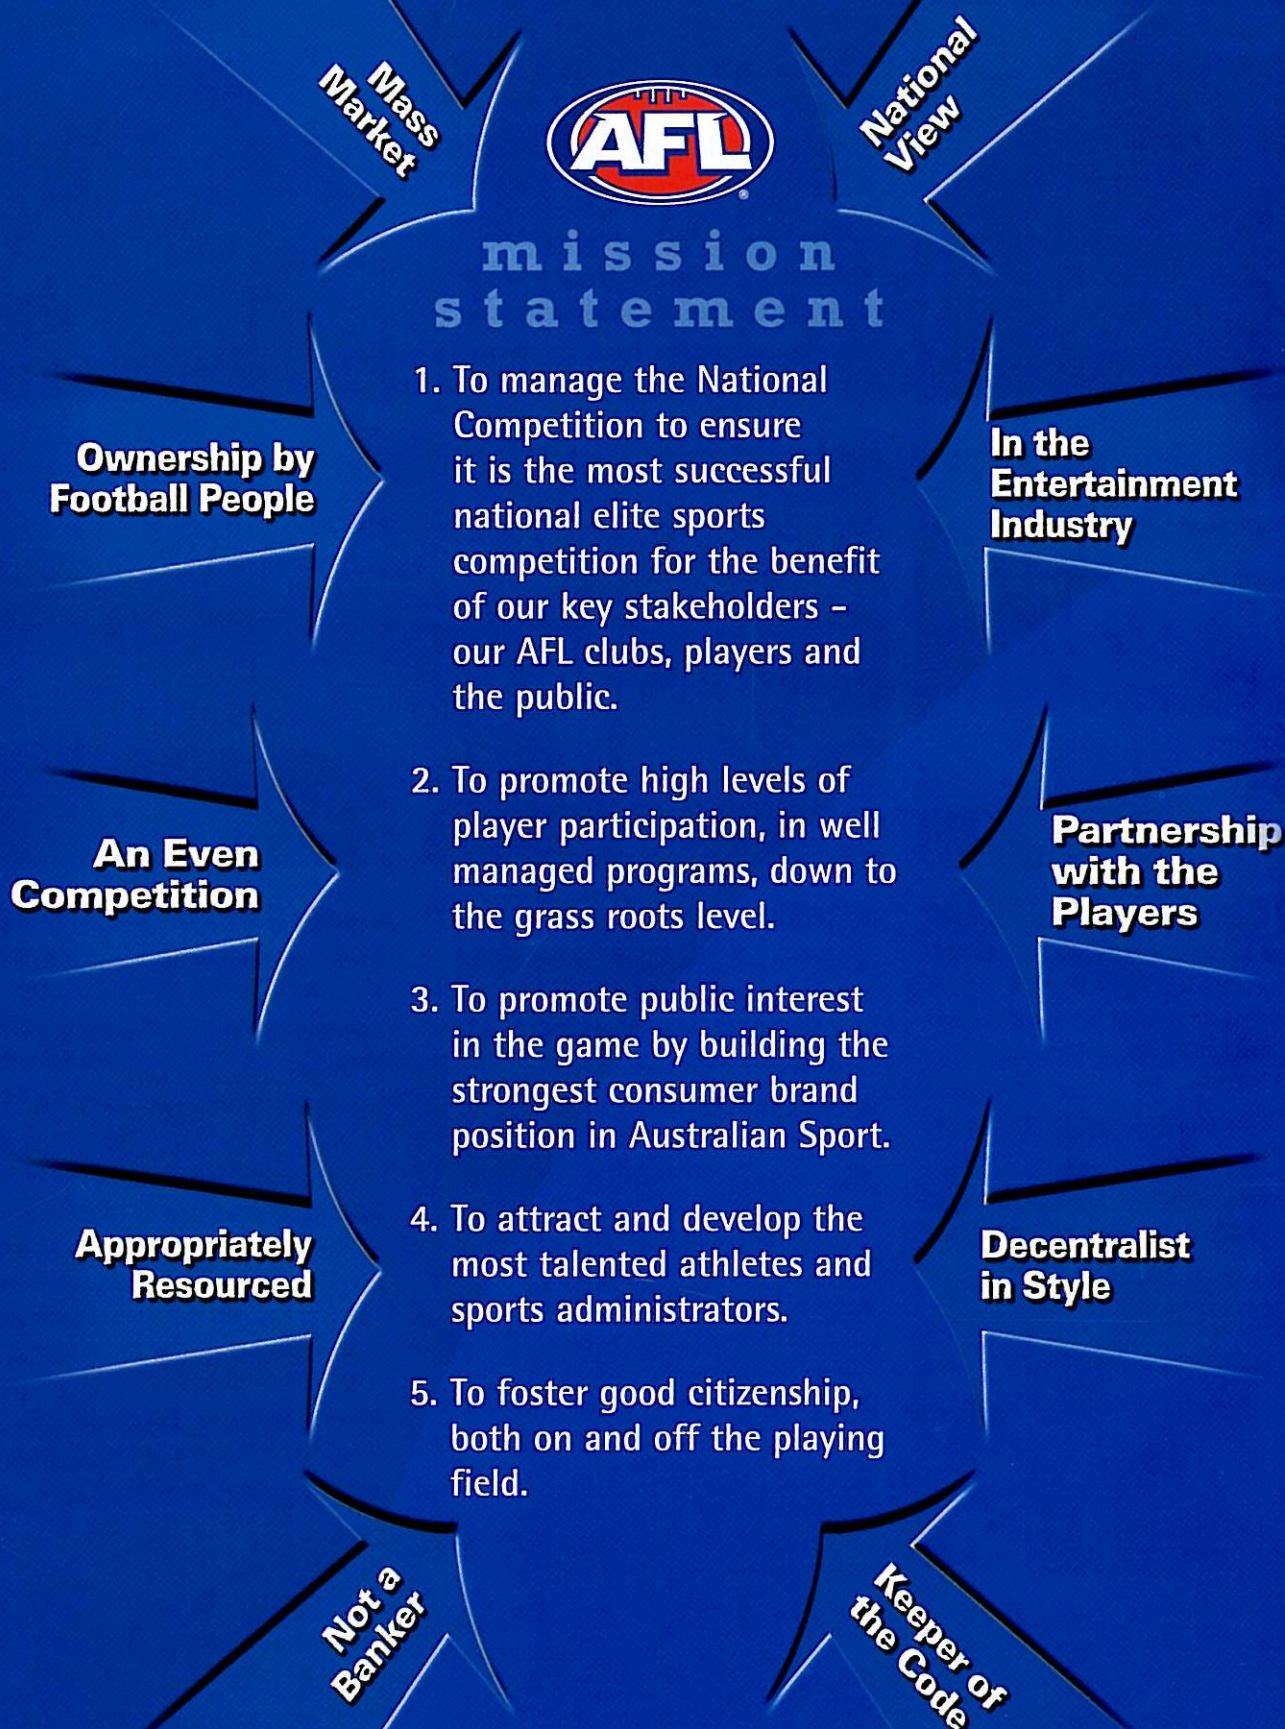 Mass
Market
National
View
AFL
®
mission
statement
1. To manage the National
Competition to ensure
it is the most successful
national elite sports
competition for the benefit
of our key stakeholders –
our AFL clubs, players and
the public.
2. To promote high levels of
player participation, in well
managed programs, down to
the grass roots level.
3. To promote public interest
in the game by building the
strongest consumer brand
position in Australian Sport.
4. To attract and develop the
most talented athletes and
sports administrators.
5. To foster good citizenship,
both on and off the playing
field.
Ownership by
Football People
An Even
Competition
Appropriately
Resourced
Not a
Banker
In the
Entertainment
Industry
Partnership
with the
Players
Decentralist
in Style
Keeper of
the Code